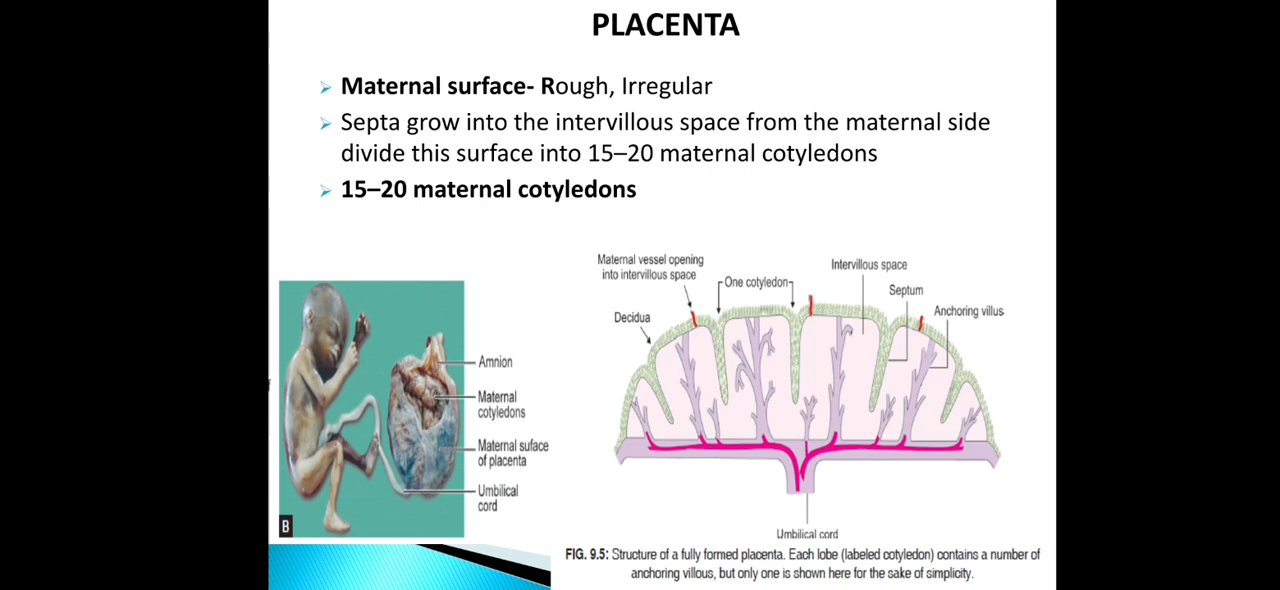 PLACENTA
➢ Maternal surface- Rough, Irregular
➢ Septa grow into the intervillous space from the maternal side
divide this surface into 15–20 maternal cotyledons
➢ 15–20 maternal cotyledons
Amnion
Maternal
cotyledons
Maternal suface
of placenta
Umbilical
cord
B
Maternal vessel opening
into intervillous space
One cotyledon
Intervillous space
Septum
Anchoring villus
Decidua
Umbilical cord
FIG. 9.5: Structure of a fully formed placenta. Each lobe (labeled cotyledon) contains a number of
anchoring villous, but only one is shown here for the sake of simplicity.